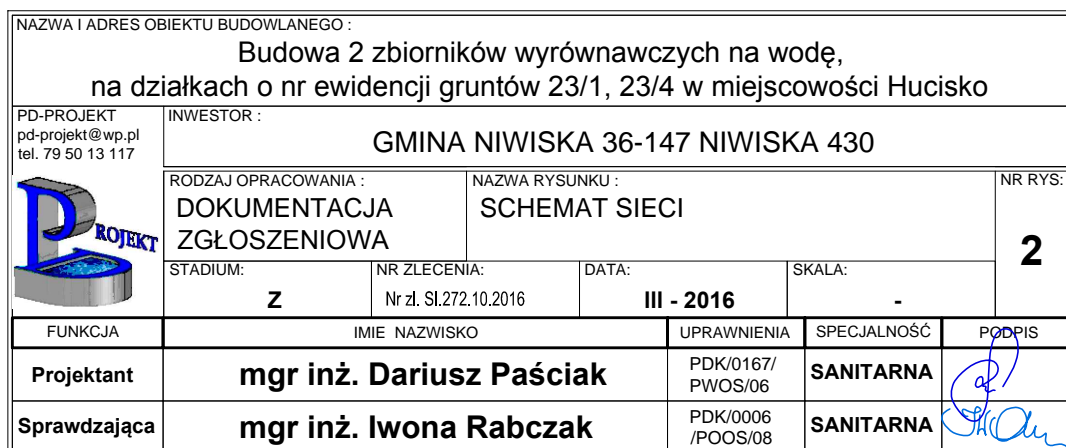 NAZWA I ADRES OBIEKTU BUDOWLANEGO :
Budowa 2 zbiorników wyrównawczych na wodę,
na działkach o nr ewidencji gruntów 23/1, 23/4 w miejscowości Hucisko
PD-PROJEKT
pd-projekt@wp.pl
tel. 79 50 13 117
INWESTOR :
GMINA NIWISKA 36-147 NIWISKA 430
PROJEKT
RODZAJ OPRACOWANIA :
DOKUMENTACJA
ZGŁOSZENIOWA
NAZWA RYSUNKU :
SCHEMAT SIECI
NR RYS:
2
STADIUM:
Z
NR ZLECENIA:
Nr zl. SI.272.10.2016
DATA:
III - 2016
SKALA:
-
FUNKCJA IMIE NAZWISKO UPRAWNIENIA SPECJALNOŚĆ PODPIS
Projektant mgr inż. Dariusz Paściak PDK/0167/
PWOS/06
SANITARNA
Sprawdzająca mgr inż. Iwona Rabczak PDK/0006
/POOS/08
SANITARNA